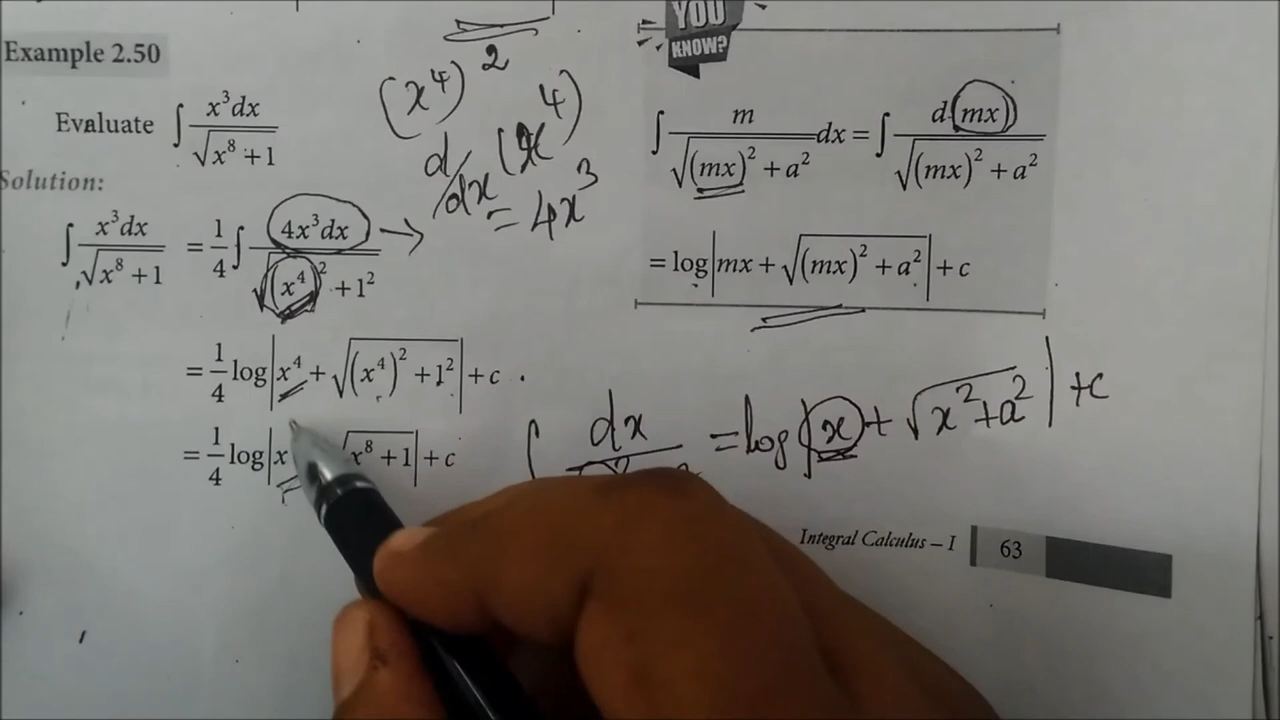 Example 2.50
Evaluate ∫ x³dx / √(x⁸ + 1)
Solution:
∫ x³dx / √(x⁸ + 1) = 1/4 ∫ 4x³dx / √((x⁴)² + 1²)
= 1/4 log|x⁴ + √((x⁴)² + 1²)| + c
= 1/4 log|x √(x⁸ + 1)| + c
(x⁴)²
d/dx (x⁴)
= 4x³
YOU
KNOW?
∫ m / √((mx)² + a²) dx = ∫ d(mx) / √((mx)² + a²)
= log|mx + √((mx)² + a²)| + c
∫ dx = log|x + √(x² + a²)| + c
Integral Calculus – I 63